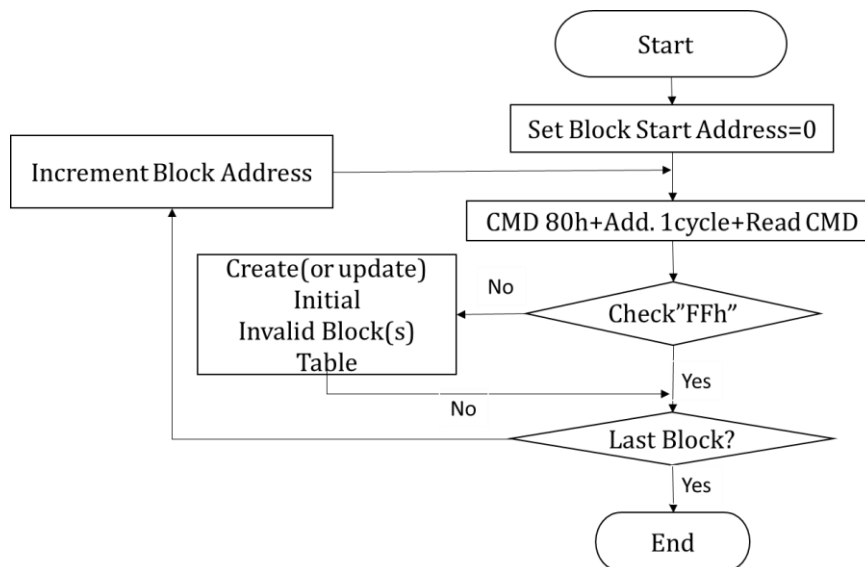 Start
Set Block Start Address=0
Increment Block Address
CMD 80h+Add. 1cycle+Read CMD
Create(or update)
Initial
Invalid Block(s)
Table
No
Check”FFh”
Yes
No
Last Block?
Yes
End